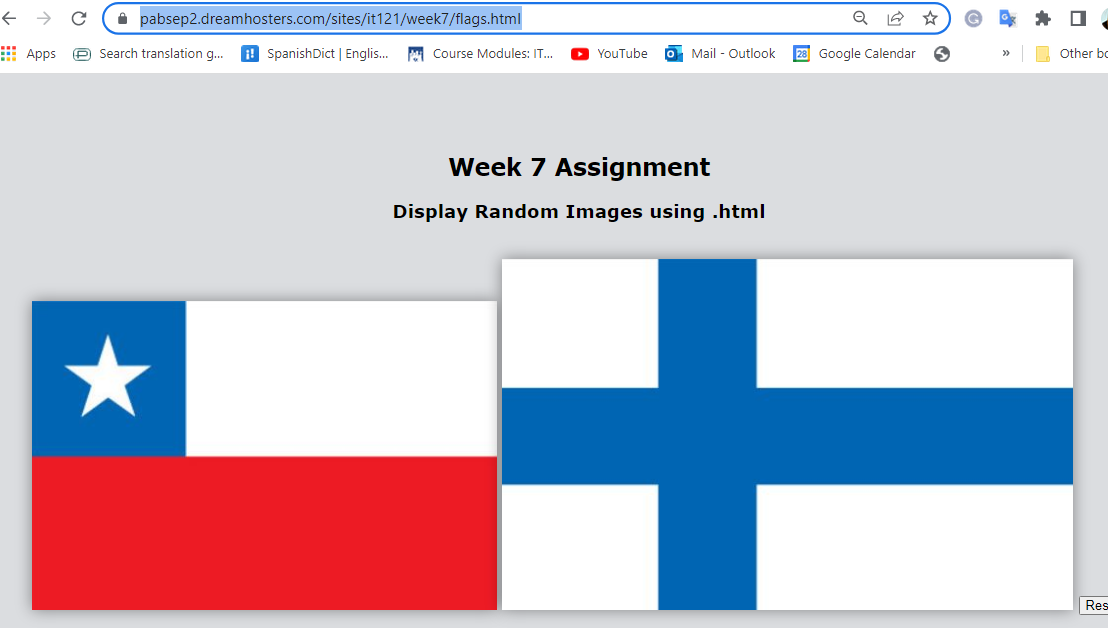 pabsep2.dreamhosters.com/sites/it121/week7/flags.html
Apps Search translation g... SpanishDict | Englis... Course Modules: IT... YouTube Mail - Outlook 28 Google Calendar » Other bo
Week 7 Assignment
Display Random Images using .html
Res